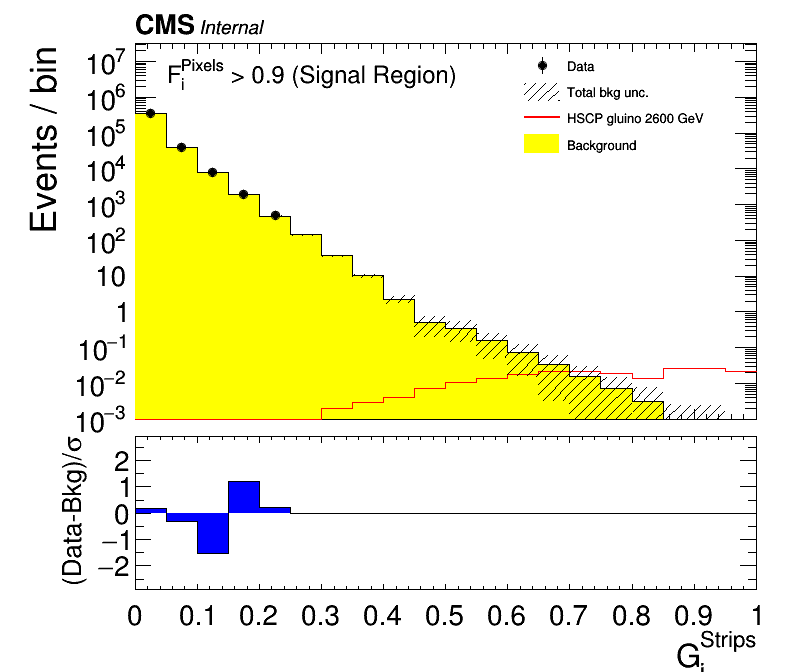 CMS Internal
F_i^Pixels > 0.9 (Signal Region)
Data
Total bkg unc.
HSCP gluino 2600 GeV
Background
Events / bin
10^7
10^6
10^5
10^4
10^3
10^2
10
1
10^−1
10^−2
10^−3
(Data-Bkg)/σ
2
1
0
−1
−2
0 0.1 0.2 0.3 0.4 0.5 0.6 0.7 0.8 0.9 1
G_i^Strips